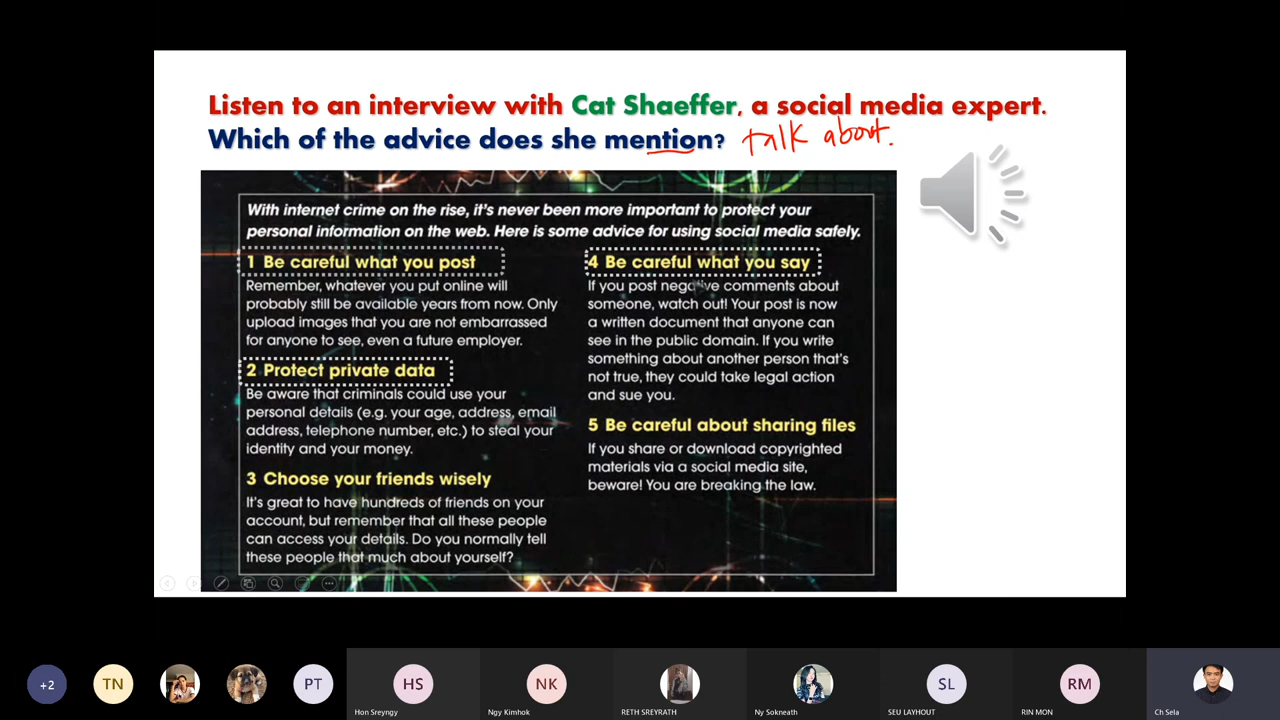 Listen to an interview with Cat Shaeffer, a social media expert.
Which of the advice does she mention? talk about.
With internet crime on the rise, it's never been more important to protect your
personal information on the web. Here is some advice for using social media safely.
1 Be careful what you post
Remember, whatever you put online will
probably still be available years from now. Only
upload images that you are not embarrassed
for anyone to see, even a future employer.
2 Protect private data
Be aware that criminals could use your
personal details (e.g. your age, address, email
address, telephone number, etc.) to steal your
identity and your money.
3 Choose your friends wisely
It's great to have hundreds of friends on your
account, but remember that all these people
can access your details. Do you normally tell
these people that much about yourself?
4 Be careful what you say
If you post negative comments about
someone, watch out! Your post is now
a written document that anyone can
see in the public domain. If you write
something about another person that's
not true, they could take legal action
and sue you.
5 Be careful about sharing files
If you share or download copyrighted
materials via a social media site,
beware! You are breaking the law.
+2
TN
PT
HS
Hon Sreyngy
NK
Ngy Kimhok
RETH SREYRATH
Ny Sokneath
SL
SEU LAYHOUT
RM
RIN MON
Ch Sela